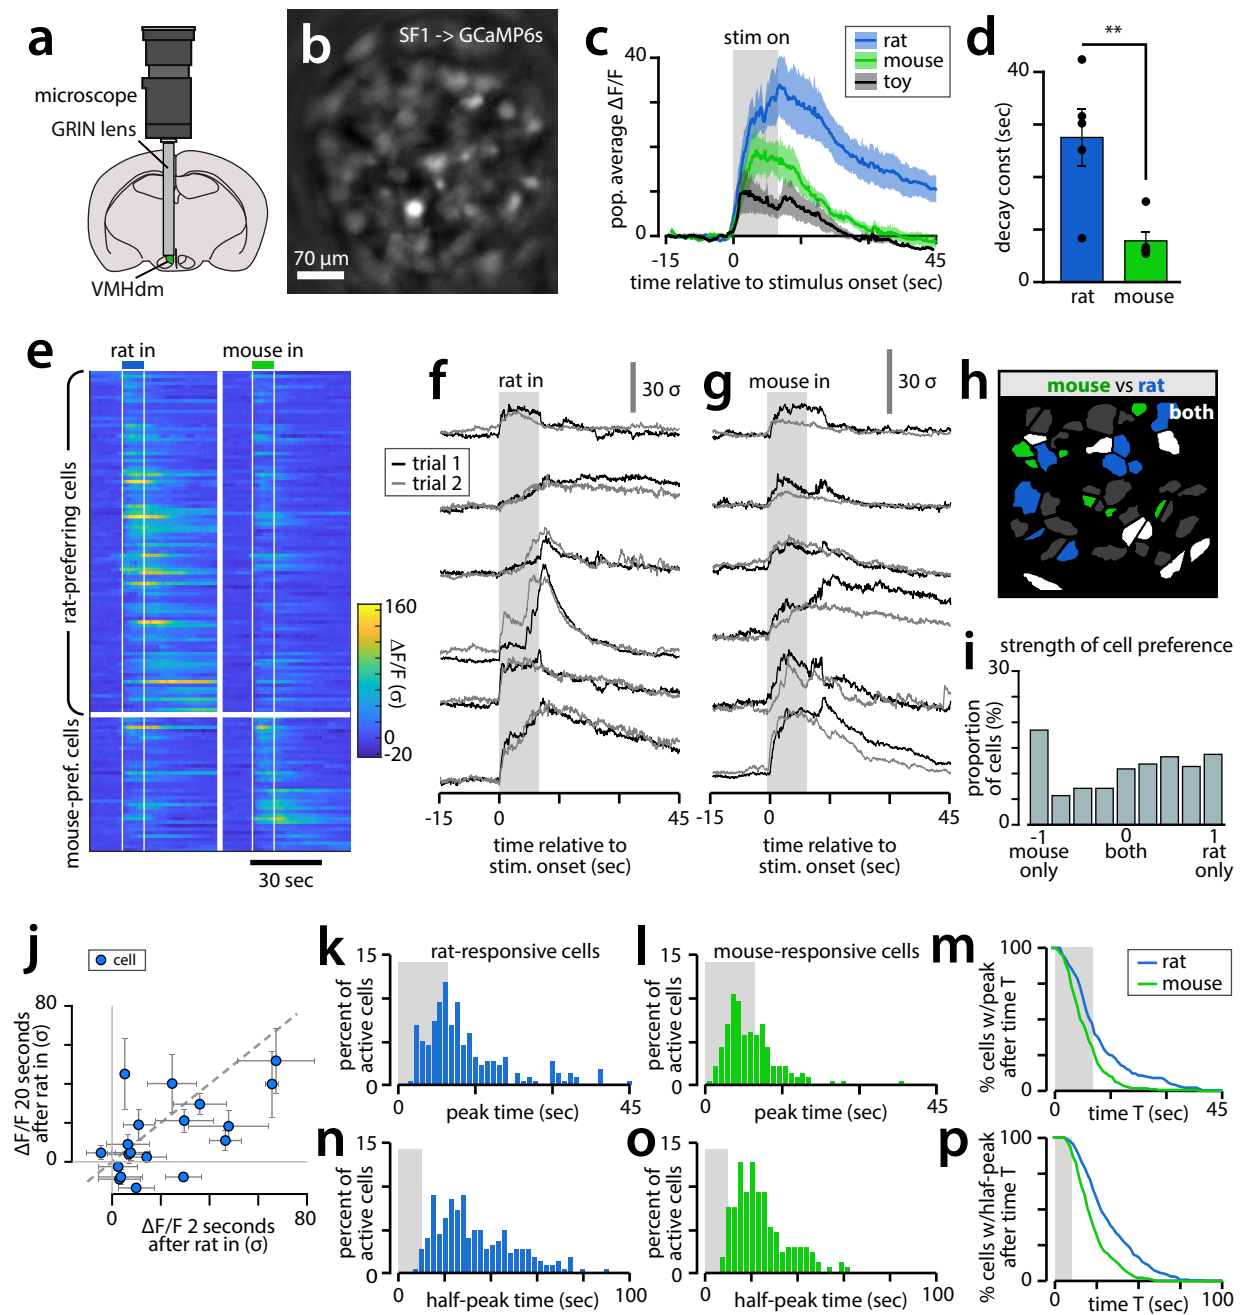 a
microscope
GRIN lens
VMHdm
b
SF1 -> GCaMP6s
70 µm
c
stim on
rat
mouse
toy
pop. average ΔF/F
40
0
-15
0
45
time relative to stimulus onset (sec)
d
**
decay const (sec)
40
0
rat
mouse
e
rat in
mouse in
rat-preferring cells
mouse-pref. cells
160
0
-20
ΔF/F (σ)
30 sec
f
rat in
30 σ
trial 1
trial 2
-15
0
45
time relative to
stim. onset (sec)
g
mouse in
30 σ
-15
0
45
time relative to
stim. onset (sec)
h
mouse vs rat
both
i
strength of cell preference
30
0
proportion
of cells (%)
-1
0
1
mouse
only
both
rat
only
j
cell
80
0
ΔF/F 20 seconds
after rat in (σ)
0
80
ΔF/F 2 seconds
after rat in (σ)
k
rat-responsive cells
15
0
percent of
active cells
0
45
peak time (sec)
l
mouse-responsive cells
15
0
percent of
active cells
0
45
peak time (sec)
m
100
0
% cells w/peak
after time T
rat
mouse
0
45
time T (sec)
n
15
0
percent of
active cells
0
100
half-peak time (sec)
o
15
0
percent of
active cells
0
100
half-peak time (sec)
p
100
0
% cells w/hlaf-peak
after time T
0
100
time T (sec)